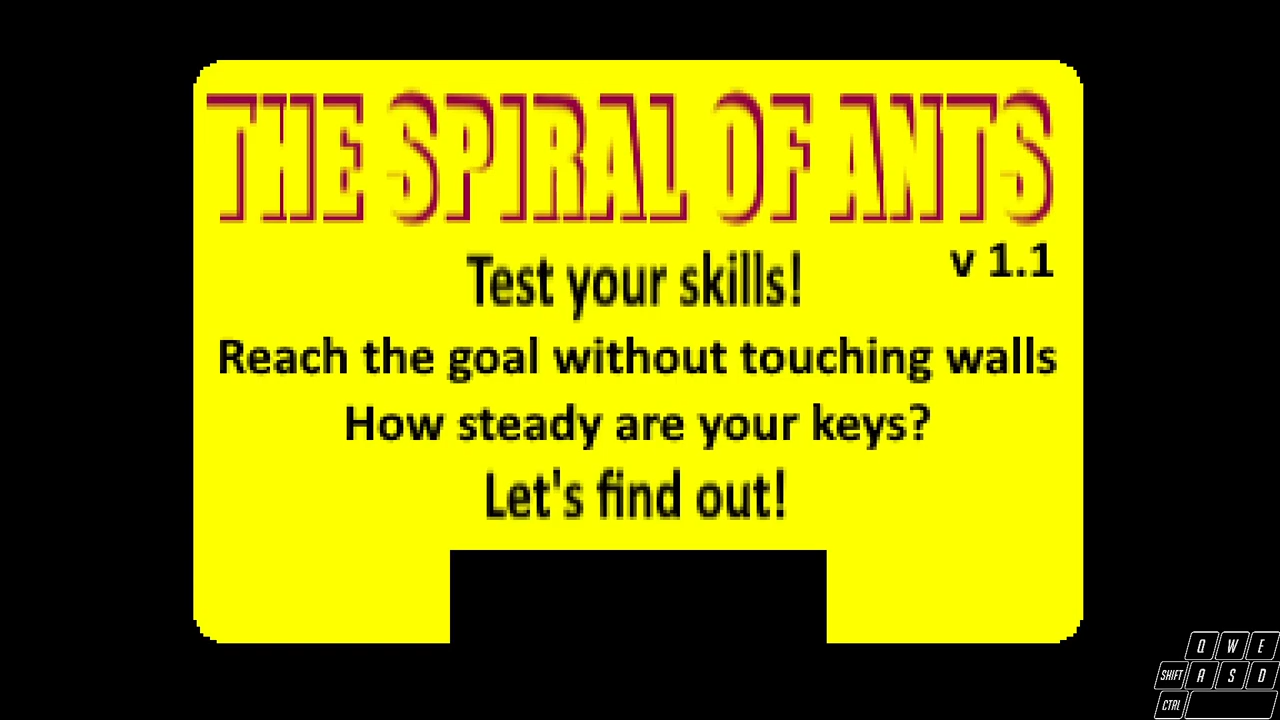 THE SPIRAL OF ANTS
v 1.1
Test your skills!
Reach the goal without touching walls
How steady are your keys?
Let's find out!
Q W E
SHIFT A S D
CTRL